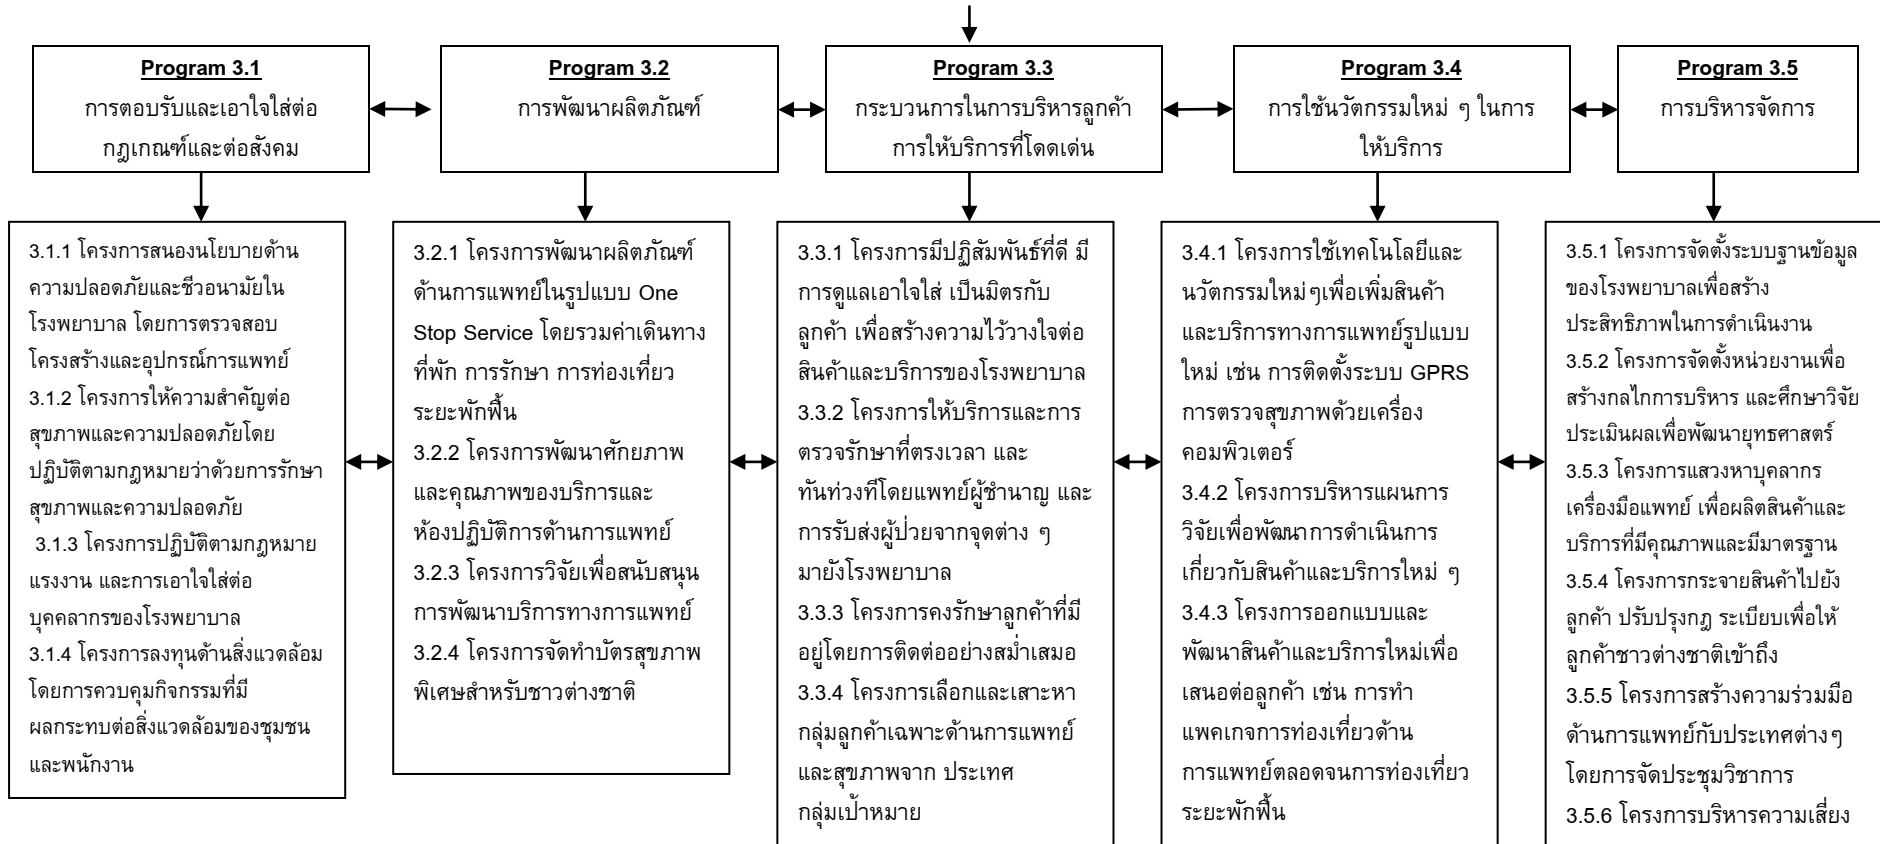 Program 3.1
การตอบรับและเอาใจใส่ต่อ
กฎเกณฑ์และต่อสังคม
Program 3.2
การพัฒนาผลิตภัณฑ์
Program 3.3
กระบวนการในการบริหารลูกค้า
การให้บริการที่โดดเด่น
Program 3.4
การใช้นวัตกรรมใหม่ ๆ ในการ
ให้บริการ
Program 3.5
การบริหารจัดการ
3.1.1 โครงการสนองนโยบายด้าน
ความปลอดภัยและชีวอนามัยใน
โรงพยาบาล โดยการตรวจสอบ
โครงสร้างและอุปกรณ์การแพทย์
3.1.2 โครงการให้ความสำคัญต่อ
สุขภาพและความปลอดภัยโดย
ปฏิบัติตามกฎหมายว่าด้วยการรักษา
สุขภาพและความปลอดภัย
3.1.3 โครงการปฏิบัติตามกฎหมาย
แรงงาน และการเอาใจใส่ต่อ
บุคคลากรของโรงพยาบาล
3.1.4 โครงการลงทุนด้านสิ่งแวดล้อม
โดยการควบคุมกิจกรรมที่มี
ผลกระทบต่อสิ่งแวดล้อมของชุมชน
และพนักงาน
3.2.1 โครงการพัฒนาผลิตภัณฑ์
ด้านการแพทย์ในรูปแบบ One
Stop Service โดยรวมค่าเดินทาง
ที่พัก การรักษา การท่องเที่ยว
ระยะพักฟื้น
3.2.2 โครงการพัฒนาศักยภาพ
และคุณภาพของบริการและ
ห้องปฏิบัติการด้านการแพทย์
3.2.3 โครงการวิจัยเพื่อสนับสนุน
การพัฒนาบริการทางการแพทย์
3.2.4 โครงการจัดทำบัตรสุขภาพ
พิเศษสำหรับชาวต่างชาติ
3.3.1 โครงการมีปฏิสัมพันธ์ที่ดี มี
การดูแลเอาใจใส่ เป็นมิตรกับ
ลูกค้า เพื่อสร้างความไว้วางใจต่อ
สินค้าและบริการของโรงพยาบาล
3.3.2 โครงการให้บริการและการ
ตรวจรักษาที่ตรงเวลา และ
ทันท่วงทีโดยแพทย์ผู้ชำนาญ และ
การรับส่งผู้ป่วยจากจุดต่าง ๆ
มายังโรงพยาบาล
3.3.3 โครงการคงรักษาลูกค้าที่มี
อยู่โดยการติดต่ออย่างสม่ำเสมอ
3.3.4 โครงการเลือกและเสาะหา
กลุ่มลูกค้าเฉพาะด้านการแพทย์
และสุขภาพจาก ประเทศ
กลุ่มเป้าหมาย
3.4.1 โครงการใช้เทคโนโลยีและ
นวัตกรรมใหม่ๆเพื่อเพิ่มสินค้า
และบริการทางการแพทย์รูปแบบ
ใหม่ เช่น การติดตั้งระบบ GPRS
การตรวจสุขภาพด้วยเครื่อง
คอมพิวเตอร์
3.4.2 โครงการบริหารแผนการ
วิจัยเพื่อพัฒนาการดำเนินการ
เกี่ยวกับสินค้าและบริการใหม่ ๆ
3.4.3 โครงการออกแบบและ
พัฒนาสินค้าและบริการใหม่เพื่อ
เสนอต่อลูกค้า เช่น การทำ
แพคเกจการท่องเที่ยวด้าน
การแพทย์ตลอดจนการท่องเที่ยว
ระยะพักฟื้น
3.5.1 โครงการจัดตั้งระบบฐานข้อมูล
ของโรงพยาบาลเพื่อสร้าง
ประสิทธิภาพในการดำเนินงาน
3.5.2 โครงการจัดตั้งหน่วยงานเพื่อ
สร้างกลไกการบริหาร และศึกษาวิจัย
ประเมินผลเพื่อพัฒนายุทธศาสตร์
3.5.3 โครงการแสวงหาบุคลากร
เครื่องมือแพทย์ เพื่อผลิตสินค้าและ
บริการที่มีคุณภาพและมีมาตรฐาน
3.5.4 โครงการกระจายสินค้าไปยัง
ลูกค้า ปรับปรุงกฎ ระเบียบเพื่อให้
ลูกค้าชาวต่างชาติเข้าถึง
3.5.5 โครงการสร้างความร่วมมือ
ด้านการแพทย์กับประเทศต่างๆ
โดยการจัดประชุมวิชาการ
3.5.6 โครงการบริหารความเสี่ยง